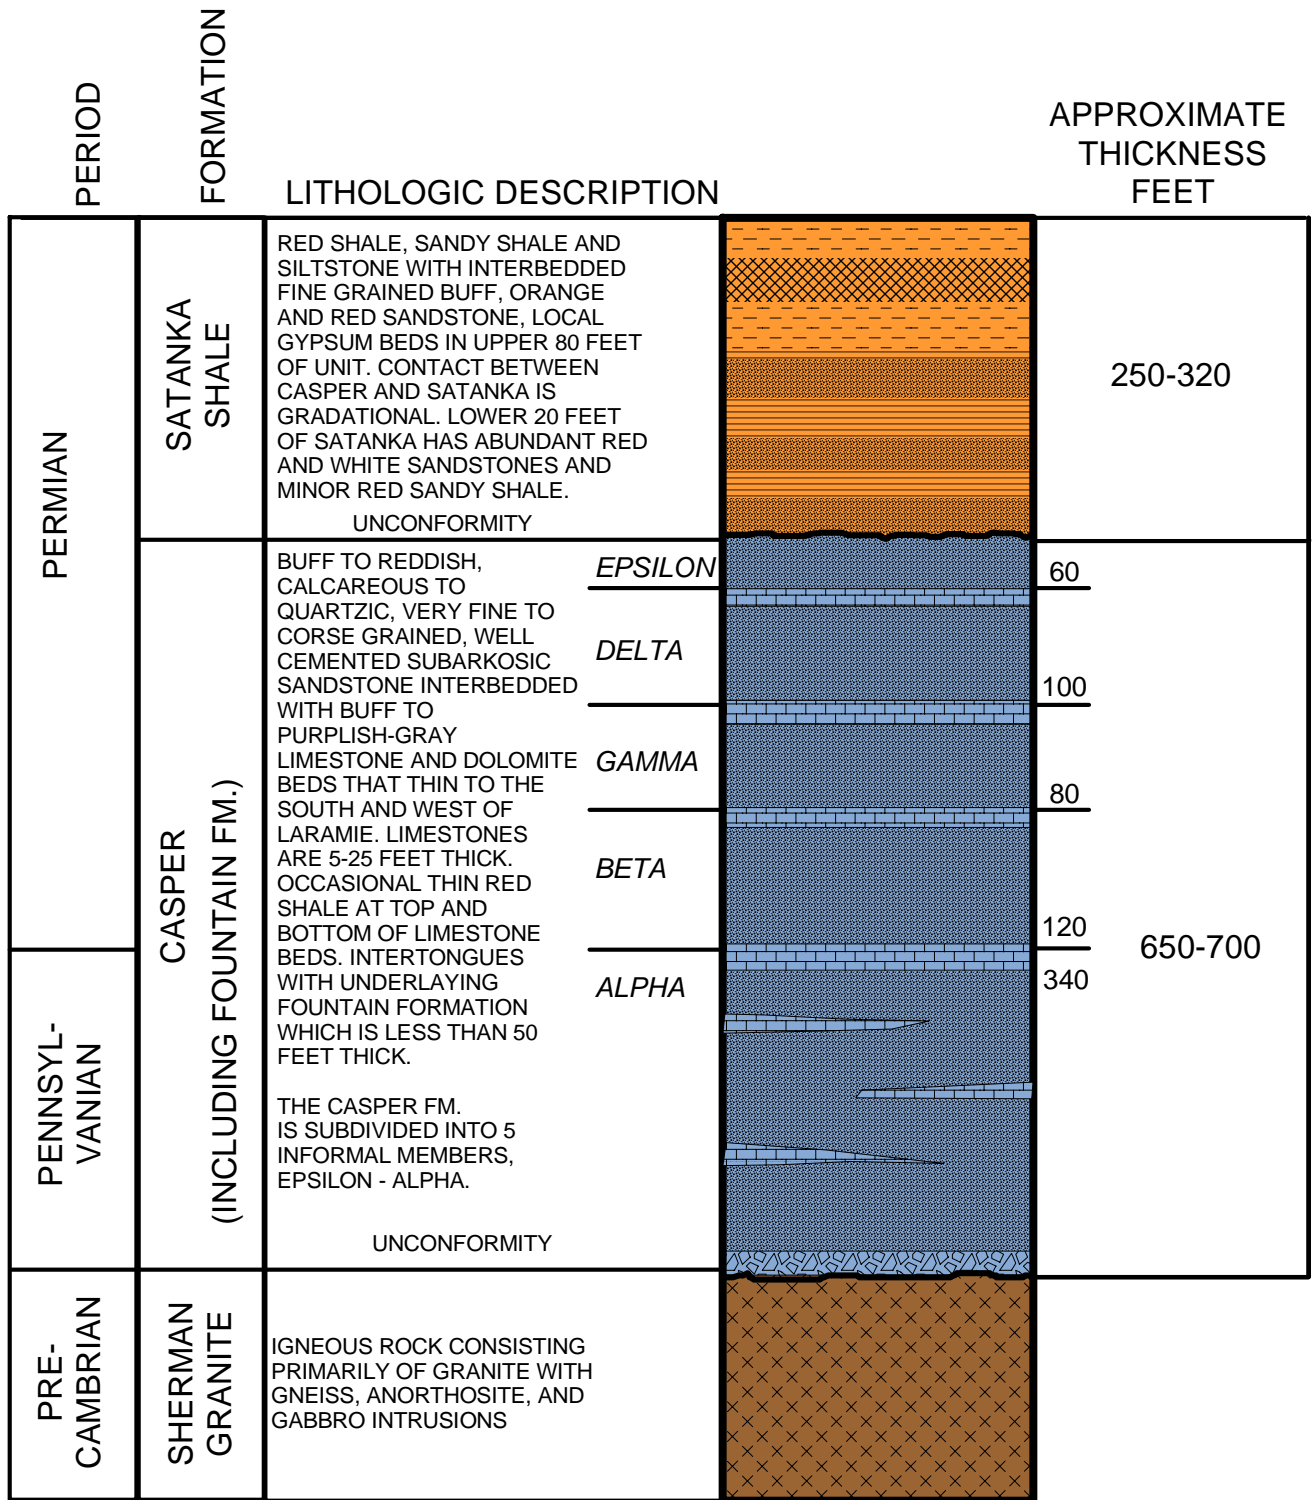 PERIOD
FORMATION
LITHOLOGIC DESCRIPTION
APPROXIMATE
THICKNESS
FEET
PERMIAN
SATANKA
SHALE
RED SHALE, SANDY SHALE AND
SILTSTONE WITH INTERBEDDED
FINE GRAINED BUFF, ORANGE
AND RED SANDSTONE, LOCAL
GYPSUM BEDS IN UPPER 80 FEET
OF UNIT. CONTACT BETWEEN
CASPER AND SATANKA IS
GRADATIONAL. LOWER 20 FEET
OF SATANKA HAS ABUNDANT RED
AND WHITE SANDSTONES AND
MINOR RED SANDY SHALE.
UNCONFORMITY
250-320
PENNSYL-
VANIAN
CASPER
(INCLUDING FOUNTAIN FM.)
BUFF TO REDDISH,
CALCAREOUS TO
QUARTZIC, VERY FINE TO
CORSE GRAINED, WELL
CEMENTED SUBARKOSIC
SANDSTONE INTERBEDDED
WITH BUFF TO
PURPLISH-GRAY
LIMESTONE AND DOLOMITE
BEDS THAT THIN TO THE
SOUTH AND WEST OF
LARAMIE. LIMESTONES
ARE 5-25 FEET THICK.
OCCASIONAL THIN RED
SHALE AT TOP AND
BOTTOM OF LIMESTONE
BEDS. INTERTONGUES
WITH UNDERLAYING
FOUNTAIN FORMATION
WHICH IS LESS THAN 50
FEET THICK.
THE CASPER FM.
IS SUBDIVIDED INTO 5
INFORMAL MEMBERS,
EPSILON - ALPHA.
UNCONFORMITY
EPSILON
DELTA
GAMMA
BETA
ALPHA
60
100
80
120
340
650-700
PRE-
CAMBRIAN
SHERMAN
GRANITE
IGNEOUS ROCK CONSISTING
PRIMARILY OF GRANITE WITH
GNEISS, ANORTHOSITE, AND
GABBRO INTRUSIONS